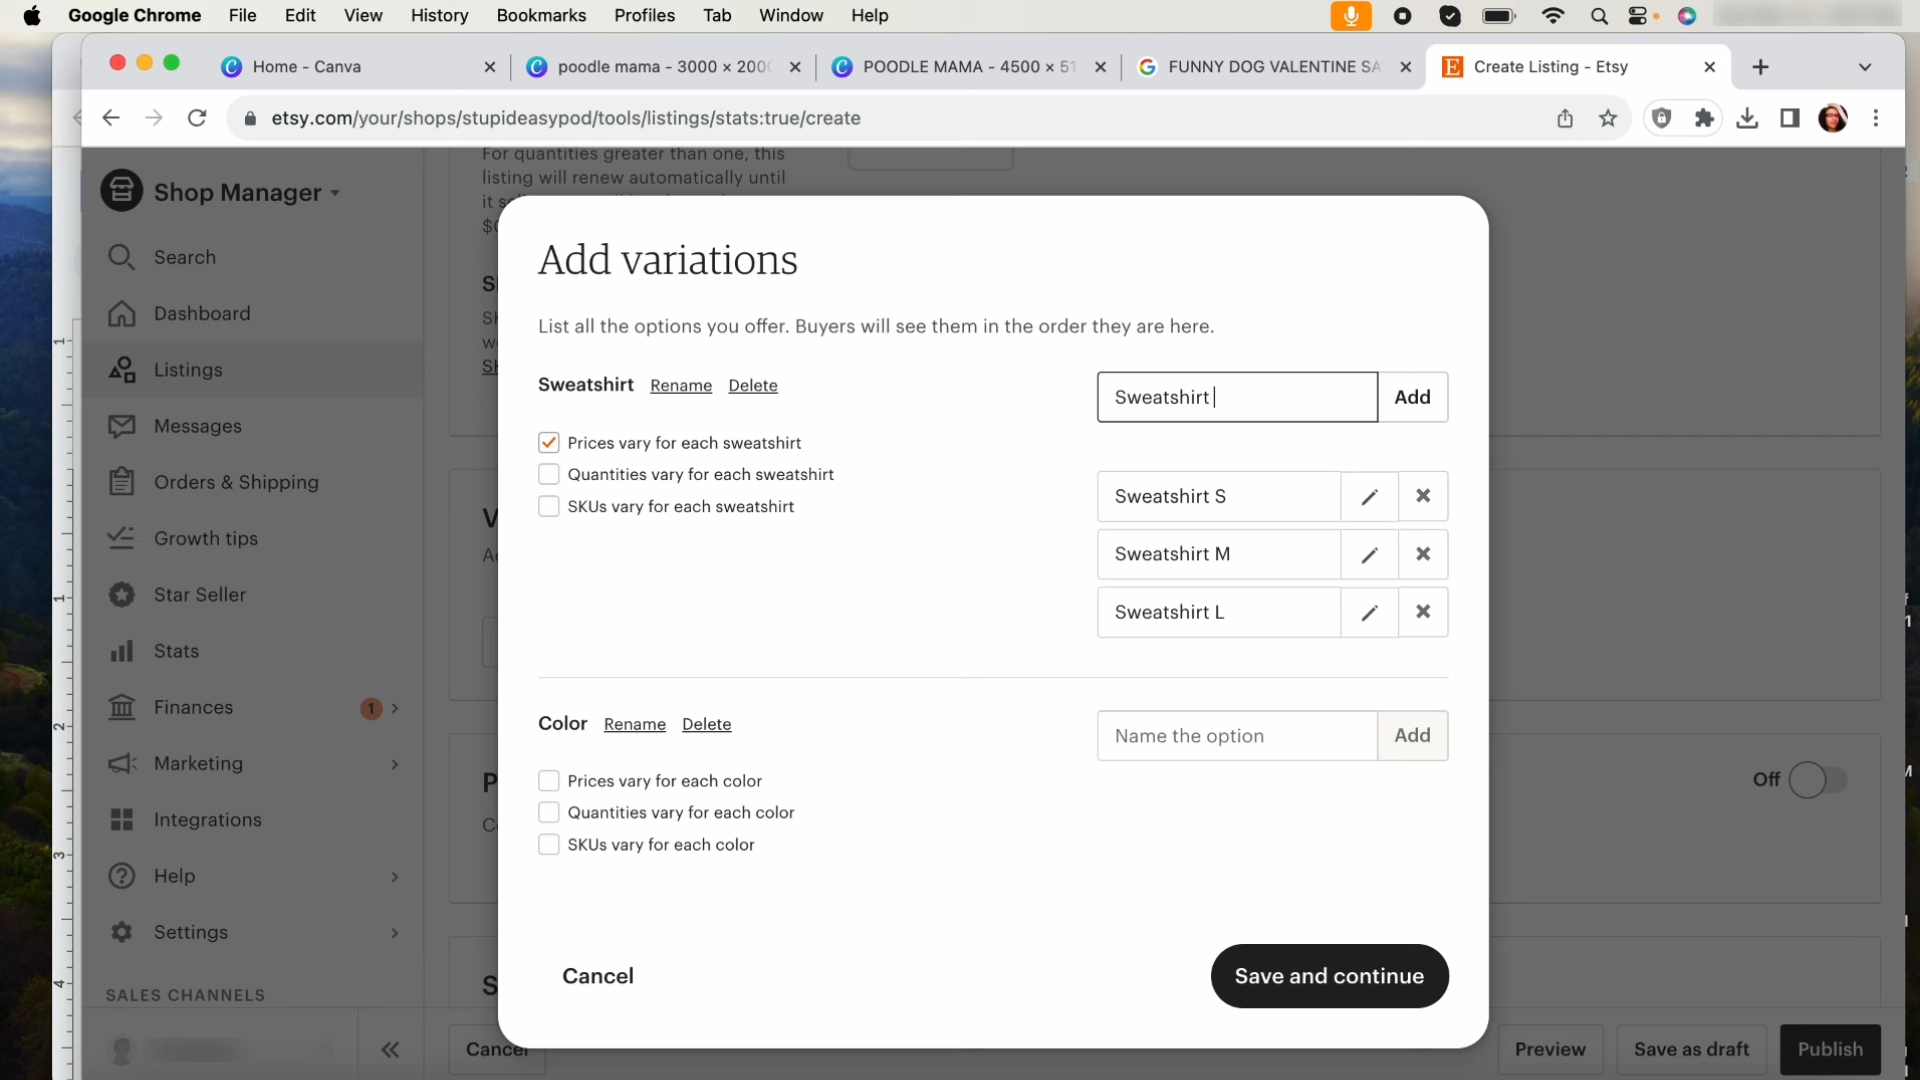 Google Chrome File Edit View History Bookmarks Profiles Tab Window Help
Home - Canva
poodle mama - 3000 × 200
POODLE MAMA - 4500 × 51
FUNNY DOG VALENTINE SA
Create Listing - Etsy
etsy.com/your/shops/stupideasypod/tools/listings/stats:true/create
Shop Manager
Search
Dashboard
Listings
Messages
Orders & Shipping
Growth tips
Star Seller
Stats
Finances 1
Marketing
Integrations
Help
Settings
SALES CHANNELS
For quantities greater than one, this
listing will renew automatically until
Add variations
List all the options you offer. Buyers will see them in the order they are here.
Sweatshirt Rename Delete
Prices vary for each sweatshirt
Quantities vary for each sweatshirt
SKUs vary for each sweatshirt
Sweatshirt Add
Sweatshirt S
Sweatshirt M
Sweatshirt L
Color Rename Delete
Prices vary for each color
Quantities vary for each color
SKUs vary for each color
Name the option Add
Cancel
Save and continue
Off
Cancel
Preview
Save as draft
Publish